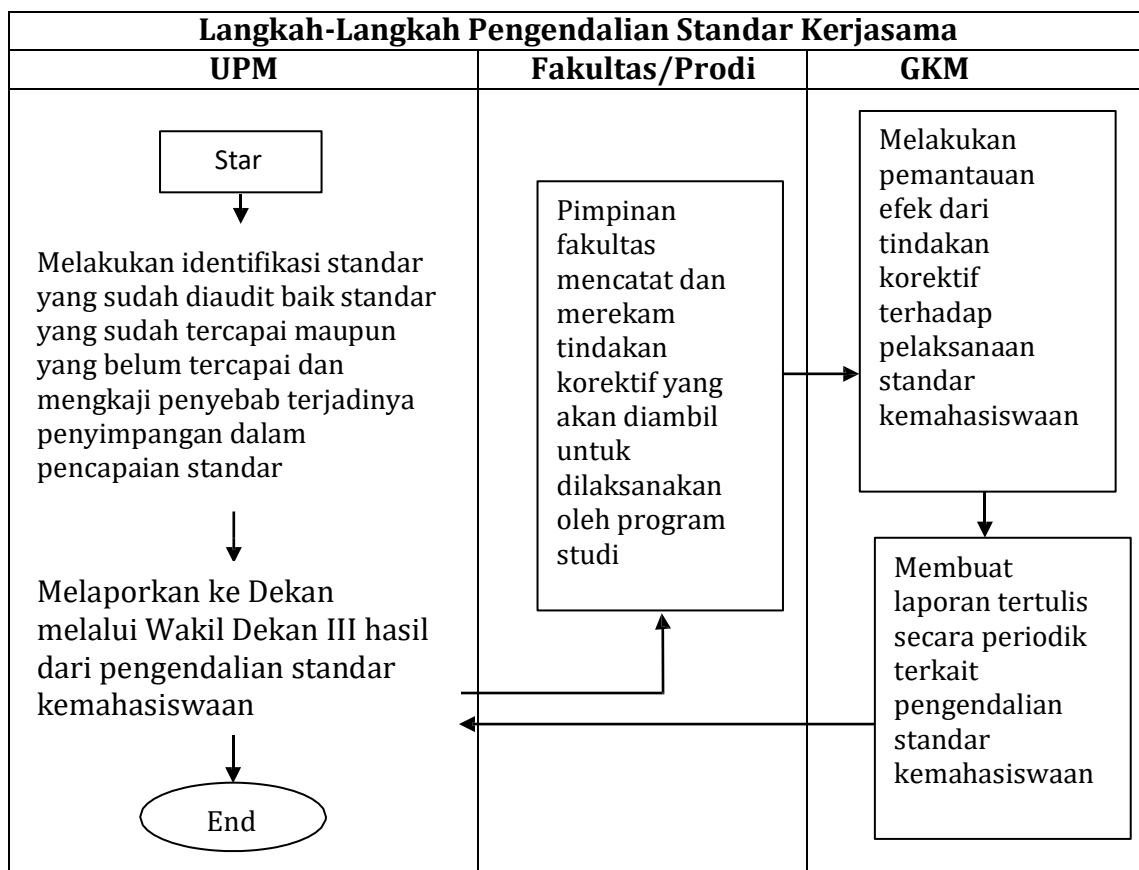 Langkah-Langkah Pengendalian Standar Kerjasama
UPM
Fakultas/Prodi
GKM
Star
Melakukan identifikasi standar
yang sudah diaudit baik standar
yang sudah tercapai maupun
yang belum tercapai dan
mengkaji penyebab terjadinya
penyimpangan dalam
pencapaian standar
Melaporkan ke Dekan
melalui Wakil Dekan III hasil
dari pengendalian standar
kemahasiswaan
End
Pimpinan
fakultas
mencatat dan
merekam
tindakan
korektif yang
akan diambil
untuk
dilaksanakan
oleh program
studi
Melakukan
pemantauan
efek dari
tindakan
korektif
terhadap
pelaksanaan
standar
kemahasiswaan
Membuat
laporan tertulis
secara periodik
terkait
pengendalian
standar
kemahasiswaan